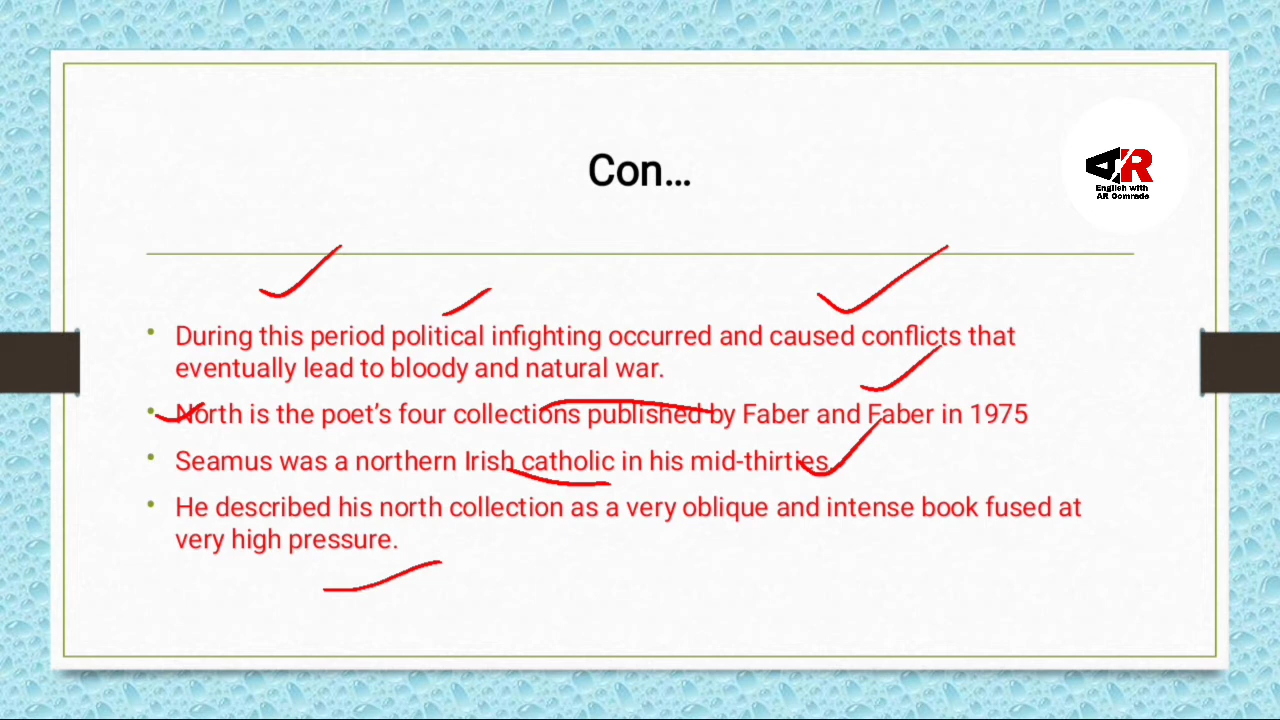 Con...
AR
English with
AR Comrade
During this period political infighting occurred and caused conflicts that
eventually lead to bloody and natural war.
North is the poet's four collections published by Faber and Faber in 1975
Seamus was a northern Irish catholic in his mid-thirties.
He described his north collection as a very oblique and intense book fused at
very high pressure.